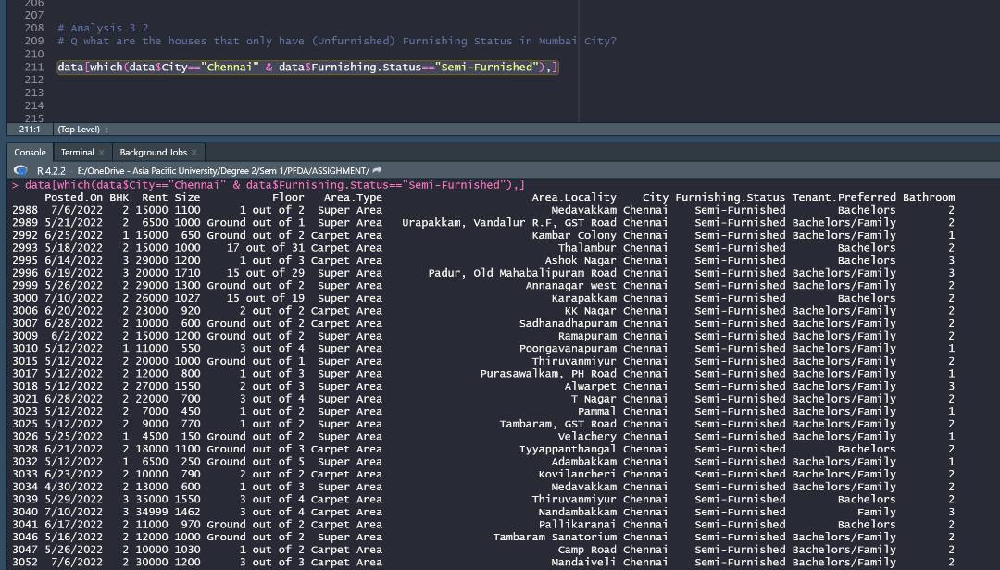 206
207
208 # Analysis 3.2
209 # Q what are the houses that only have (Unfurnished) Furnishing Status in Mumbai City?
210
211 data[which(data$City=="Chennai" & data$Furnishing.Status=="Semi-Furnished"),]
212
213
214
215
211:1 (Top Level)
Console Terminal × Background Jobs ×
R 4.2.2 · E:/OneDrive - Asia Pacific University/Degree 2/Sem 1/PFDA/ASSIGHMENT/
> data[which(data$City=="Chennai" & data$Furnishing.Status=="Semi-Furnished"),]
Posted.On BHK Rent Size Floor Area.Type Area.Locality City Furnishing.Status Tenant.Preferred Bathroom
2988 7/6/2022 2 15000 1100 1 out of 2 Super Area Medavakkam Chennai Semi-Furnished Bachelors 2
2989 5/21/2022 2 6500 1000 Ground out of 1 Super Area Urapakkam, Vandalur R.F, GST Road Chennai Semi-Furnished Bachelors/Family 2
2992 6/25/2022 1 15000 650 Ground out of 2 Carpet Area Kambar Colony Chennai Semi-Furnished Bachelors/Family 1
2993 5/18/2022 2 15000 1000 17 out of 31 Carpet Area Thalambur Chennai Semi-Furnished Bachelors 2
2995 6/14/2022 3 29000 1200 1 out of 3 Carpet Area Ashok Nagar Chennai Semi-Furnished Bachelors 3
2996 6/19/2022 3 20000 1710 15 out of 29 Super Area Padur, Old Mahabalipuram Road Chennai Semi-Furnished Bachelors/Family 3
2999 5/26/2022 2 29000 1300 Ground out of 2 Super Area Annanagar west Chennai Semi-Furnished Bachelors/Family 2
3000 7/10/2022 2 26000 1027 15 out of 19 Super Area Karapakkam Chennai Semi-Furnished Bachelors 2
3006 6/20/2022 2 23000 920 2 out of 2 Carpet Area KK Nagar Chennai Semi-Furnished Bachelors/Family 2
3007 6/28/2022 2 10000 600 Ground out of 2 Carpet Area Sadhanadhapuram Chennai Semi-Furnished Bachelors/Family 2
3009 6/2/2022 2 15000 1200 Ground out of 2 Super Area Ramapuram Chennai Semi-Furnished Bachelors/Family 2
3010 5/12/2022 1 11000 550 3 out of 4 Super Area Poongavanapuram Chennai Semi-Furnished Bachelors/Family 1
3015 5/12/2022 2 20000 1000 Ground out of 1 Super Area Thiruvanmiyur Chennai Semi-Furnished Bachelors/Family 2
3017 5/12/2022 2 12000 800 1 out of 3 Super Area Purasawalkam, PH Road Chennai Semi-Furnished Bachelors/Family 1
3018 5/12/2022 2 27000 1550 2 out of 3 Super Area Alwarpet Chennai Semi-Furnished Bachelors/Family 3
3021 6/28/2022 2 22000 700 3 out of 4 Super Area T Nagar Chennai Semi-Furnished Bachelors/Family 2
3023 5/12/2022 2 7000 450 1 out of 2 Super Area Pammal Chennai Semi-Furnished Bachelors/Family 1
3025 5/12/2022 2 9000 770 1 out of 2 Super Area Tambaram, GST Road Chennai Semi-Furnished Bachelors/Family 2
3026 5/25/2022 1 4500 150 Ground out of 2 Super Area Velachery Chennai Semi-Furnished Bachelors/Family 1
3028 6/21/2022 2 18000 1100 Ground out of 3 Carpet Area Iyyappanthangal Chennai Semi-Furnished Bachelors 2
3032 5/12/2022 1 6500 250 Ground out of 5 Super Area Adambakkam Chennai Semi-Furnished Bachelors/Family 1
3033 6/23/2022 2 10000 790 2 out of 2 Carpet Area Kovilancheri Chennai Semi-Furnished Bachelors/Family 2
3034 4/30/2022 2 13000 600 1 out of 3 Super Area Medavakkam Chennai Semi-Furnished Bachelors/Family 2
3039 5/29/2022 3 35000 1550 3 out of 4 Carpet Area Thiruvanmiyur Chennai Semi-Furnished Bachelors 2
3040 7/10/2022 3 34999 1462 3 out of 4 Carpet Area Nandambakkam Chennai Semi-Furnished Family 3
3041 6/17/2022 2 11000 970 Ground out of 2 Carpet Area Pallikaranai Chennai Semi-Furnished Bachelors 2
3046 5/16/2022 2 12000 1000 Ground out of 2 Super Area Tambaram Sanatorium Chennai Semi-Furnished Bachelors/Family 2
3047 5/26/2022 2 10000 1030 1 out of 2 Carpet Area Camp Road Chennai Semi-Furnished Bachelors/Family 2
3052 7/6/2022 2 30000 1200 3 out of 3 Carpet Area Mandaiveli Chennai Semi-Furnished Bachelors/Family 2